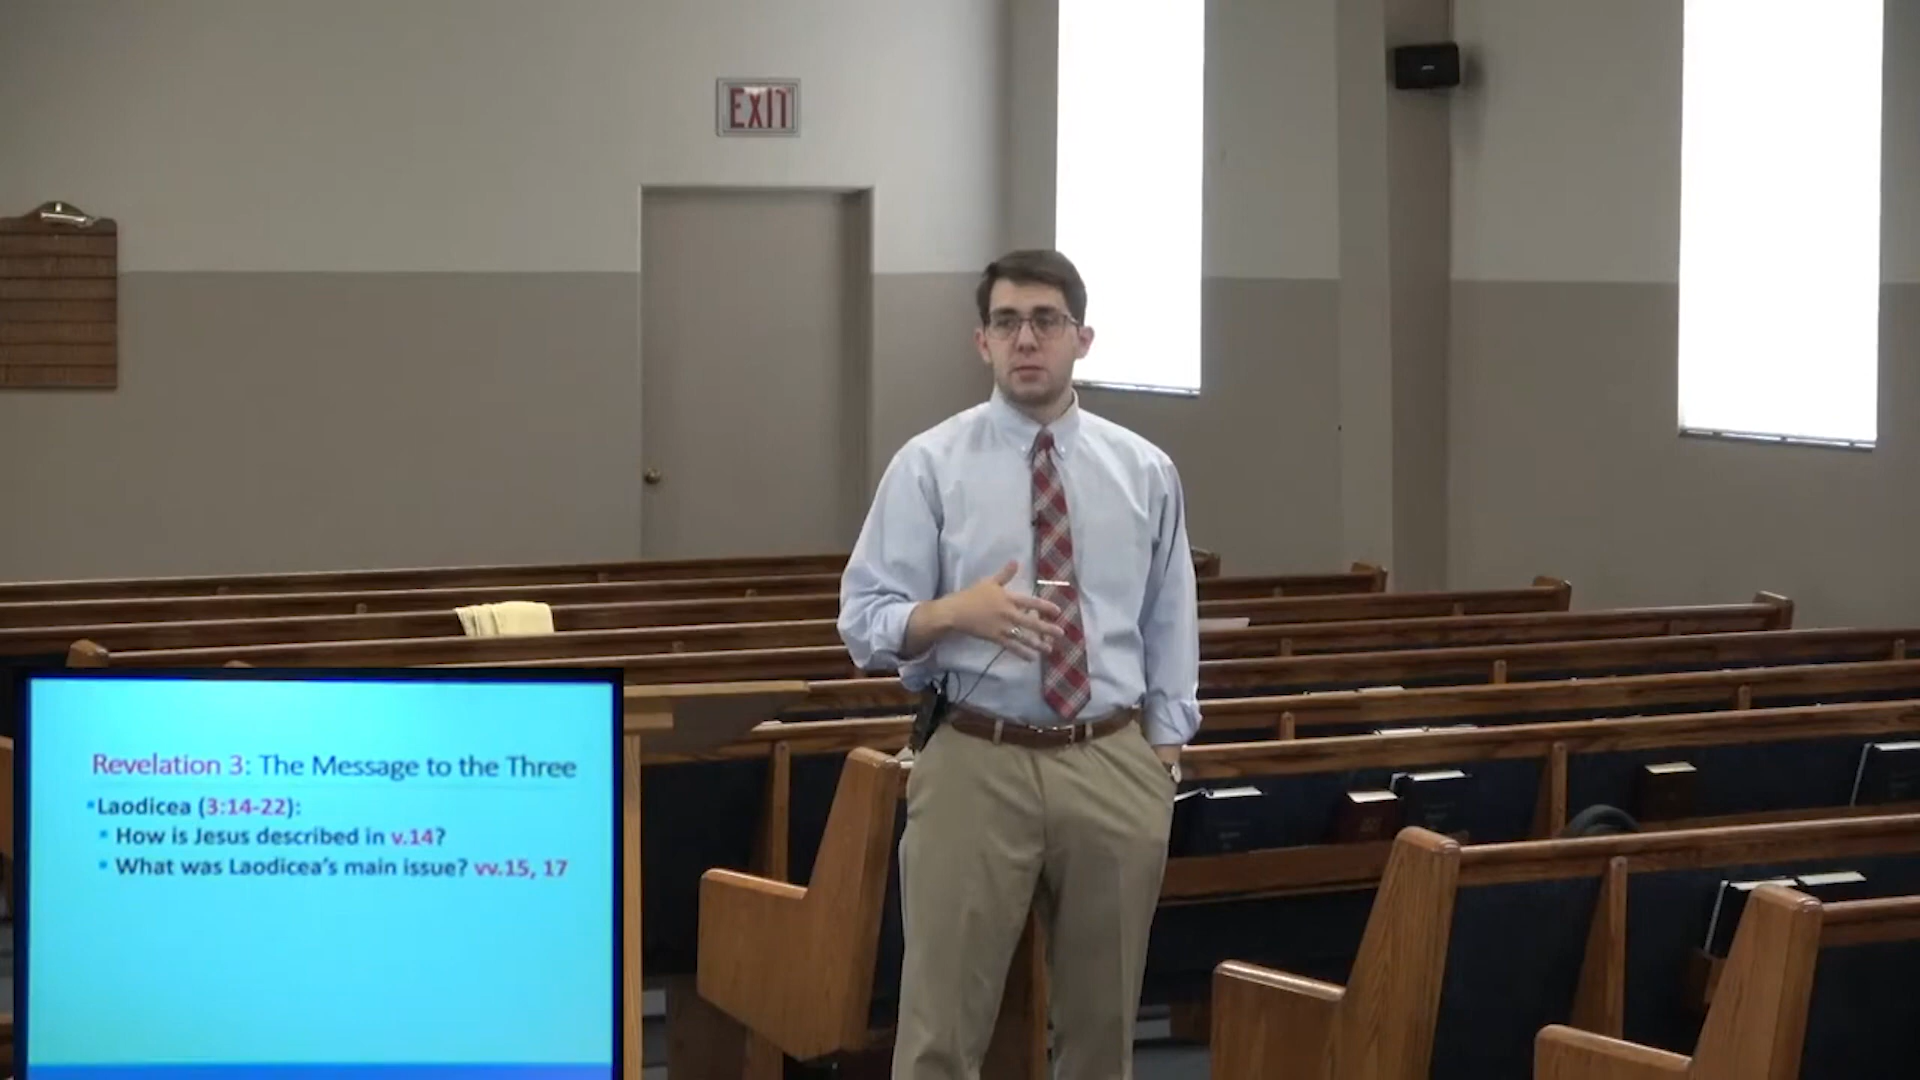 EXIT
Revelation 3: The Message to the Three
▪Laodicea (3:14-22):
▪ How is Jesus described in v.14?
▪ What was Laodicea's main issue? vv.15, 17